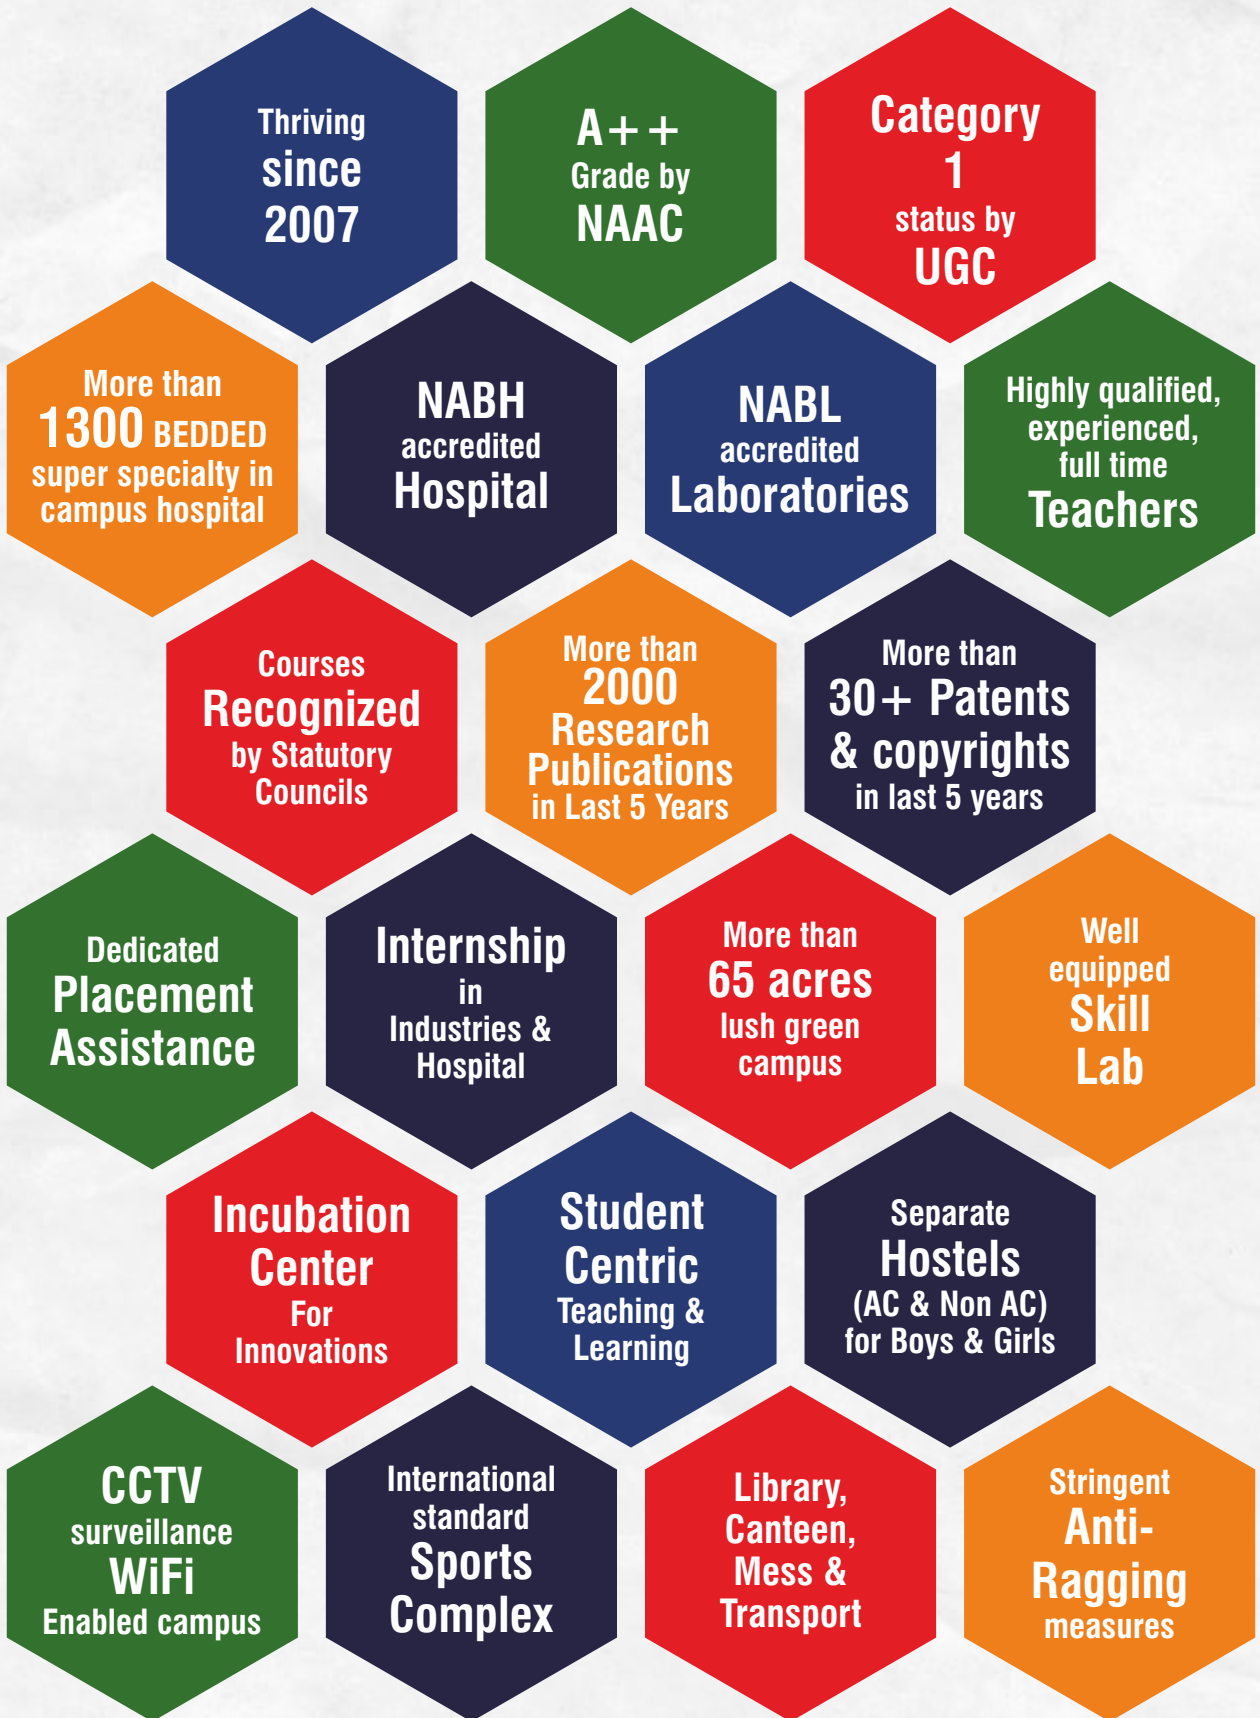 Thriving
since
2007
A++
Grade by
NAAC
Category
1
status by
UGC
More than
1300 BEDDED
super specialty in
campus hospital
NABH
accredited
Hospital
NABL
accredited
Laboratories
Highly qualified,
experienced,
full time
Teachers
Courses
Recognized
by Statutory
Councils
More than
2000
Research
Publications
in Last 5 Years
More than
30+ Patents
& copyrights
in last 5 years
Dedicated
Placement
Assistance
Internship
in
Industries &
Hospital
More than
65 acres
lush green
campus
Well
equipped
Skill
Lab
Incubation
Center
For
Innovations
Student
Centric
Teaching &
Learning
Separate
Hostels
(AC & Non AC)
for Boys & Girls
CCTV
surveillance
WiFi
Enabled campus
International
standard
Sports
Complex
Library,
Canteen,
Mess &
Transport
Stringent
Anti-
Ragging
measures